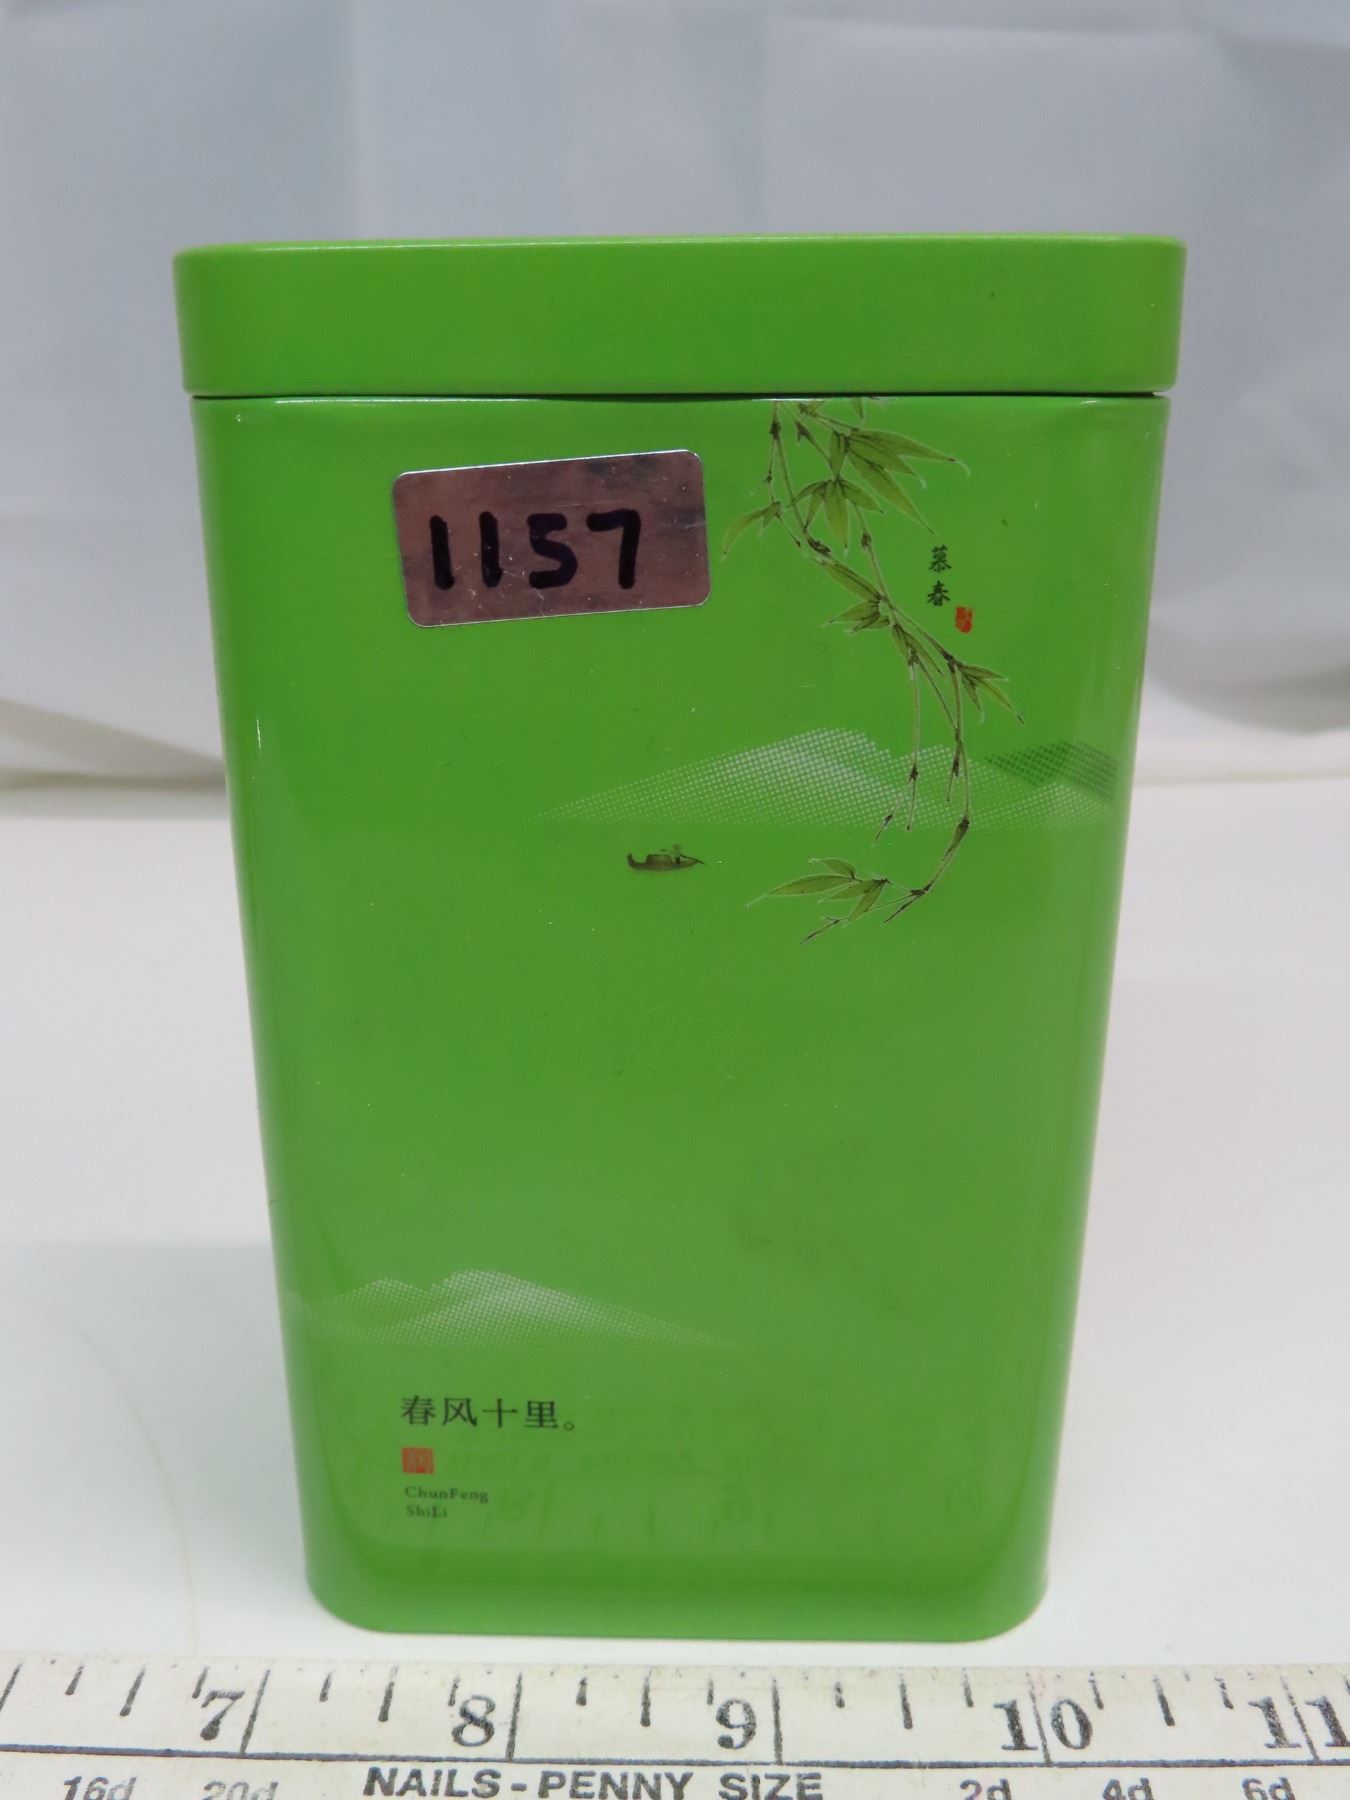 1157
慕
春
春风十里。
ChunFeng
ShiLi
7 8 9 10 11
16d 20d NAILS-PENNY SIZE 2d 4d 6d